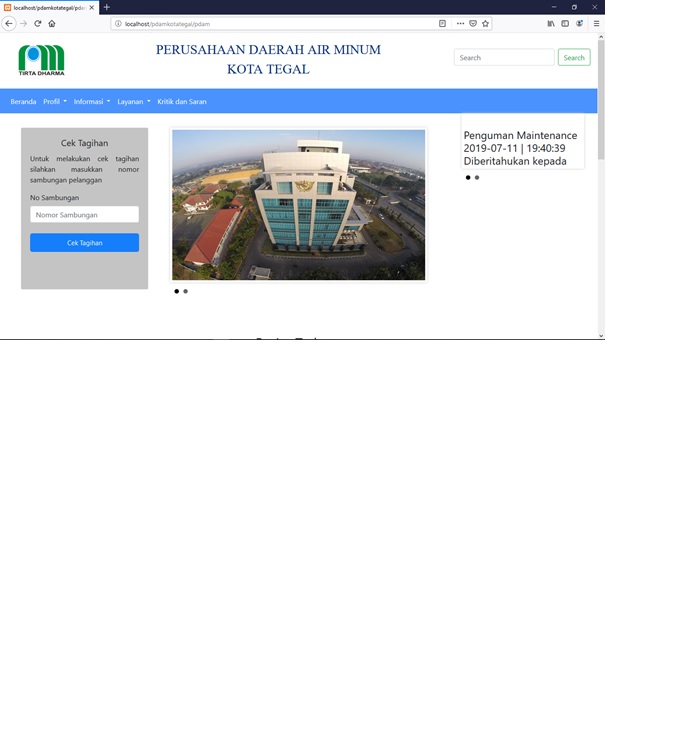 localhost/pdamkotategal/pdam
localhost/pdamkotategal/pdam
TIRTA DHARMA
PERUSAHAAN DAERAH AIR MINUM
KOTA TEGAL
Search
Search
Beranda
Profil
Informasi
Layanan
Kritik dan Saran
Cek Tagihan
Untuk melakukan cek tagihan
silahkan masukkan nomor
sambungan pelanggan
No Sambungan
Nomor Sambungan
Cek Tagihan
Penguman Maintenance
2019-07-11 | 19:40:39
Diberitahukan kepada